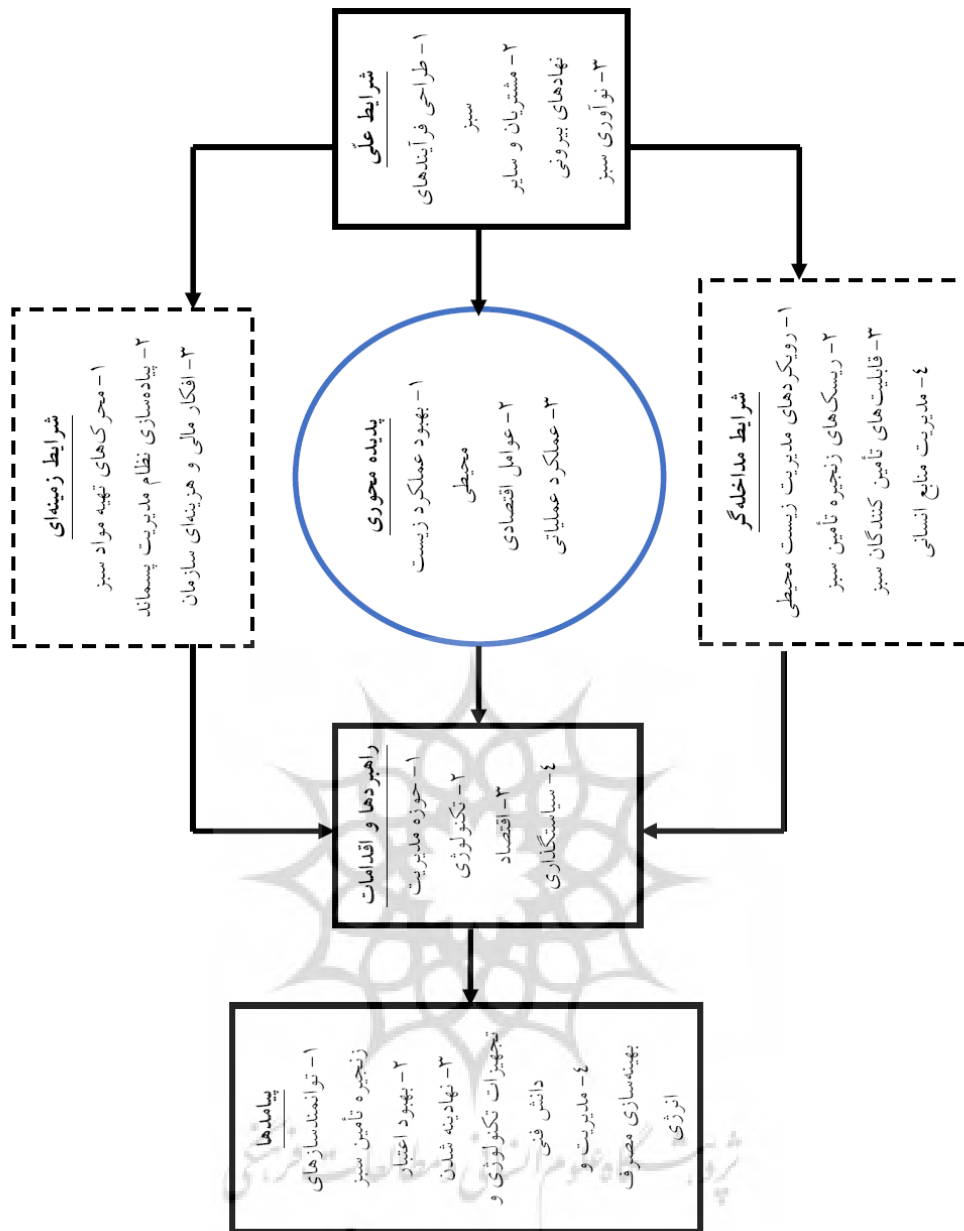 شرایط علّی
۱- طراحی فرآیندهای
سبز
۲- مشتریان و سایر
نهادهای بیرونی
۳- نوآوری سبز
شرایط زمینه‌ای
۱- محرک‌های تهیه مواد سبز
۲- پیاده‌سازی نظام مدیریت پسماند
۳- افکار مالی و هزینه‌ای سازمان
پدیده محوری
۱- بهبود عملکرد زیست
محیطی
۲- عوامل اقتصادی
۳- عملکرد عملیاتی
شرایط مداخله‌گر
۱- رویکردهای مدیریت زیست محیطی
۲- ریسک‌های زنجیره تأمین سبز
۳- قابلیت‌های تأمین کنندگان سبز
٤- مدیریت منابع انسانی
راهبردها و اقدامات
۱- حوزه مدیریت
۲- تکنولوژی
۳- اقتصاد
٤- سیاستگذاری
پیامدها
۱- توانمندسازهای
زنجیره تأمین سبز
۲- بهبود اعتبار
۳- نهادینه شدن
تجهیزات تکنولوژی و
دانش فنی
٤- مدیریت و
بهینه‌سازی مصرف
انرژی
پژوهشگاه علوم انسانی و مطالعات فرهنگی